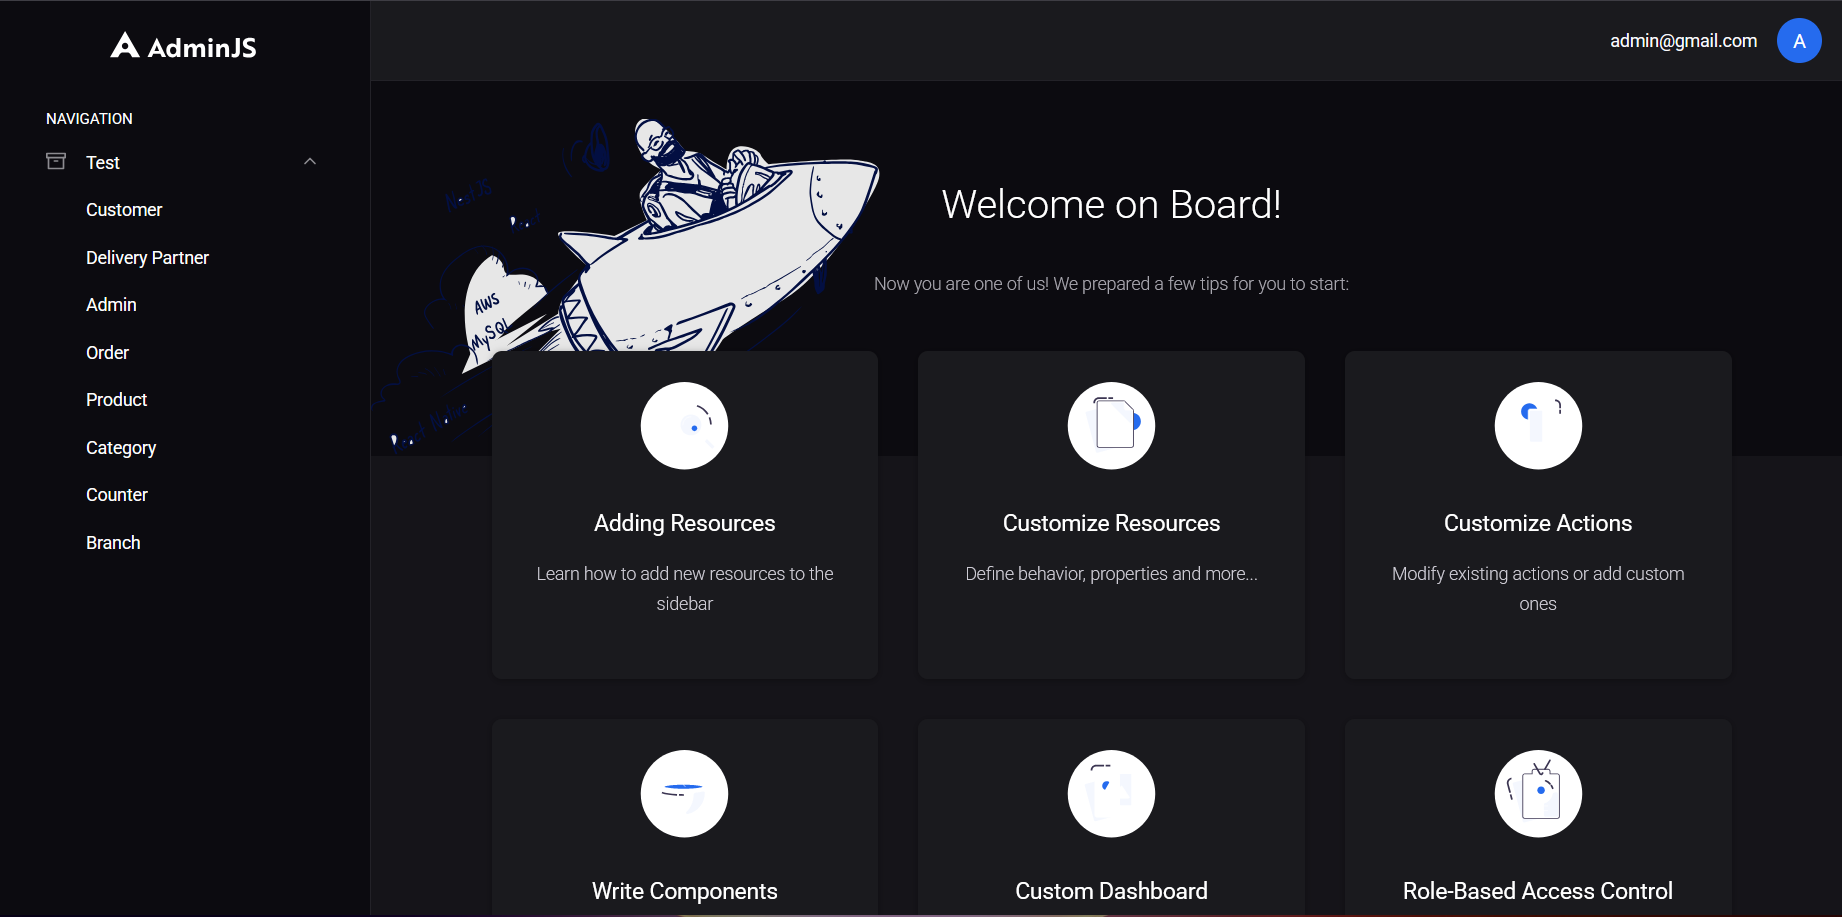 AdminJS
admin@gmail.com
A
NAVIGATION
Test
Customer
Delivery Partner
Admin
Order
Product
Category
Counter
Branch
AWS
MySQL
Welcome on Board!
Now you are one of us! We prepared a few tips for you to start:
Adding Resources
Learn how to add new resources to the
sidebar
Customize Resources
Define behavior, properties and more...
Customize Actions
Modify existing actions or add custom
ones
Write Components
Custom Dashboard
Role-Based Access Control